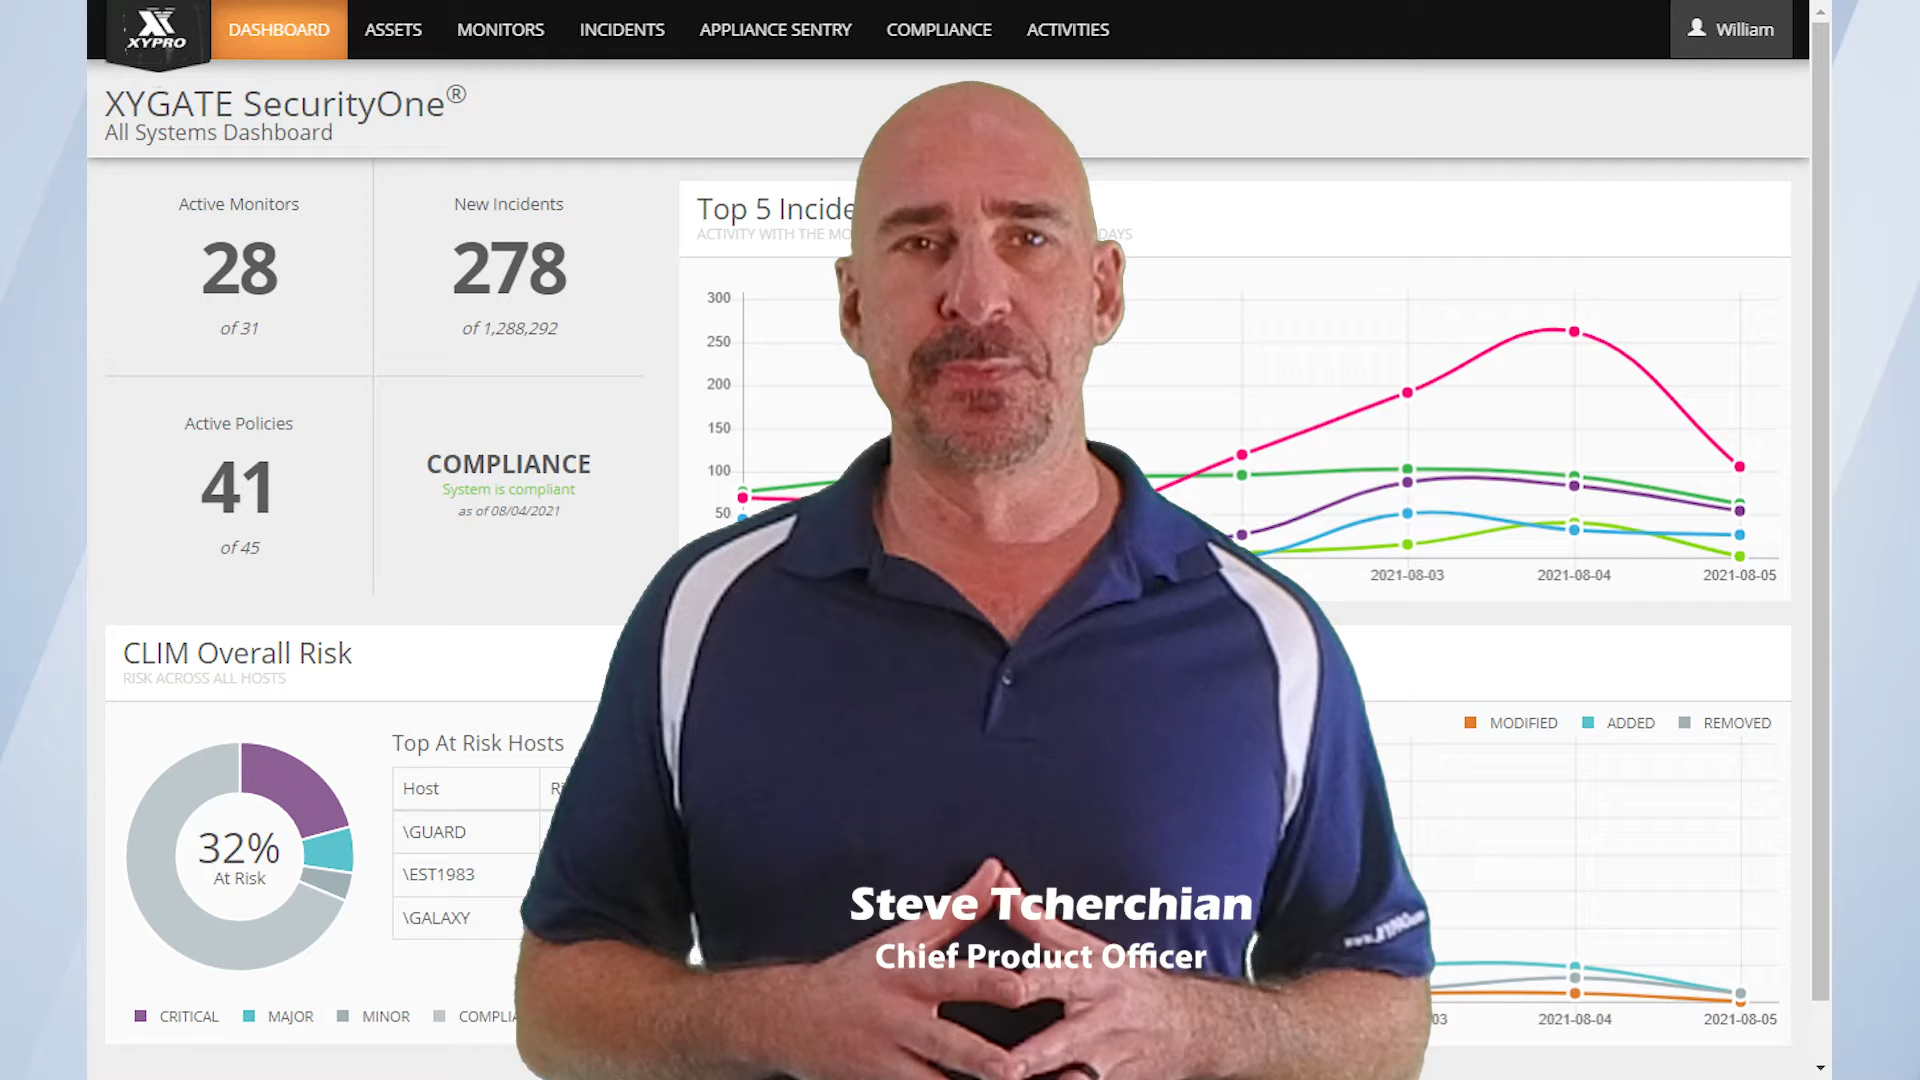 XYPRO
DASHBOARD
ASSETS
MONITORS
INCIDENTS
APPLIANCE SENTRY
COMPLIANCE
ACTIVITIES
William
XYGATE SecurityOne®
All Systems Dashboard
Active Monitors
28
of 31
New Incidents
278
of 1,288,292
Active Policies
41
of 45
COMPLIANCE
System is compliant
as of 08/04/2021
Top 5 Incide
ACTIVITY WITH THE MO
DAYS
300
250
200
150
100
50
2021-08-03
2021-08-04
2021-08-05
CLIM Overall Risk
RISK ACROSS ALL HOSTS
32%
At Risk
CRITICAL
MAJOR
MINOR
COMPLIA
Top At Risk Hosts
Host
\GUARD
\EST1983
\GALAXY
MODIFIED
ADDED
REMOVED
03
2021-08-04
2021-08-05
Steve Tcherchian
Chief Product Officer